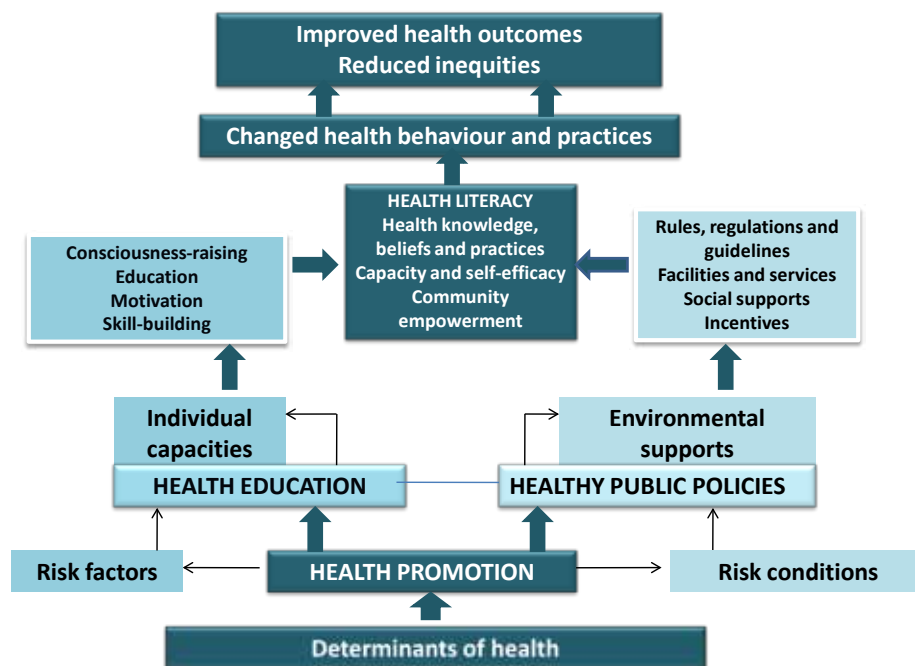 Improved health outcomes
Reduced inequities
Changed health behaviour and practices
HEALTH LITERACY
Health knowledge,
beliefs and practices
Capacity and self-efficacy
Community
empowerment
Consciousness-raising
Education
Motivation
Skill-building
Rules, regulations and
guidelines
Facilities and services
Social supports
Incentives
Individual
capacities
Environmental
supports
HEALTH EDUCATION
HEALTHY PUBLIC POLICIES
Risk factors
HEALTH PROMOTION
Risk conditions
Determinants of health